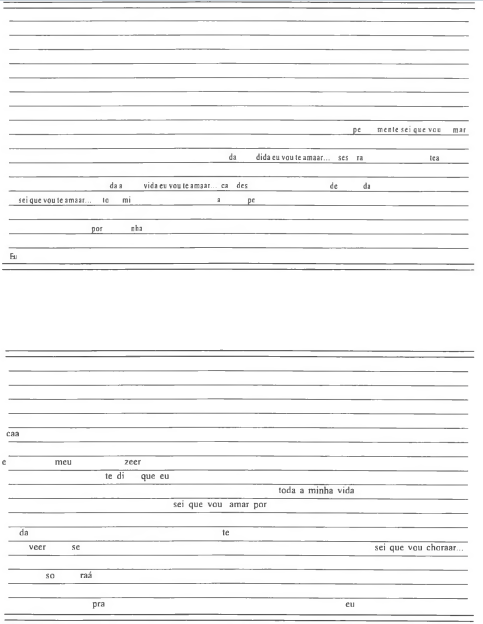 pe mente sei que vou mar
da dida eu vou te amaar... ses ra tea
da a vida eu vou te amaar... ca des de da
sei que vou te amaar... to mi a pe
por nha
Eu
caa
e meu zeer
te di que eu
toda a minha vida
sei que vou amar por
da te
veer se sei que vou choraar...
so raá
pra eu